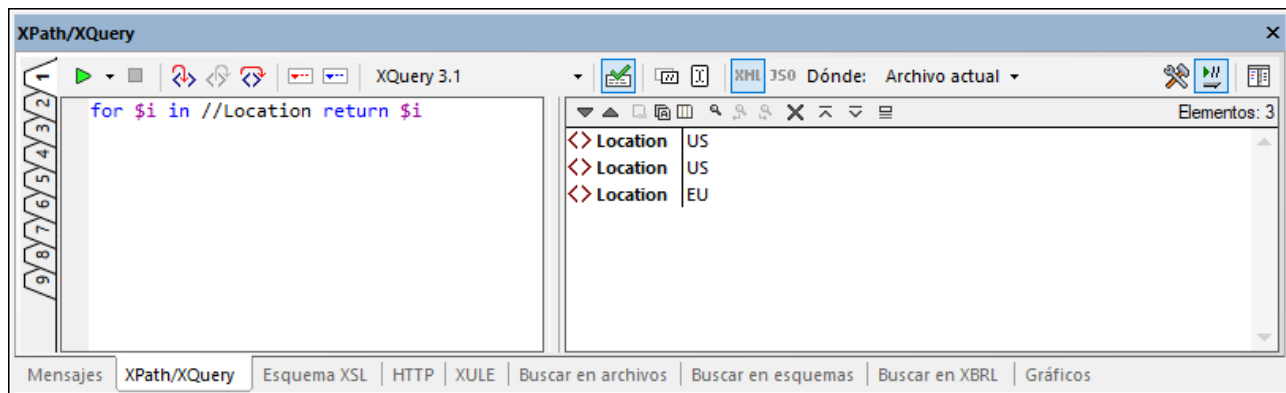 XPath/XQuery
XQuery 3.1 XML JSO Dónde: Archivo actual
for $i in //Location return $i
Elementos: 3
<> Location US
<> Location US
<> Location EU
1
2
3
4
5
6
7
8
9
Mensajes XPath/XQuery Esquema XSL HTTP XULE Buscar en archivos Buscar en esquemas Buscar en XBRL Gráficos